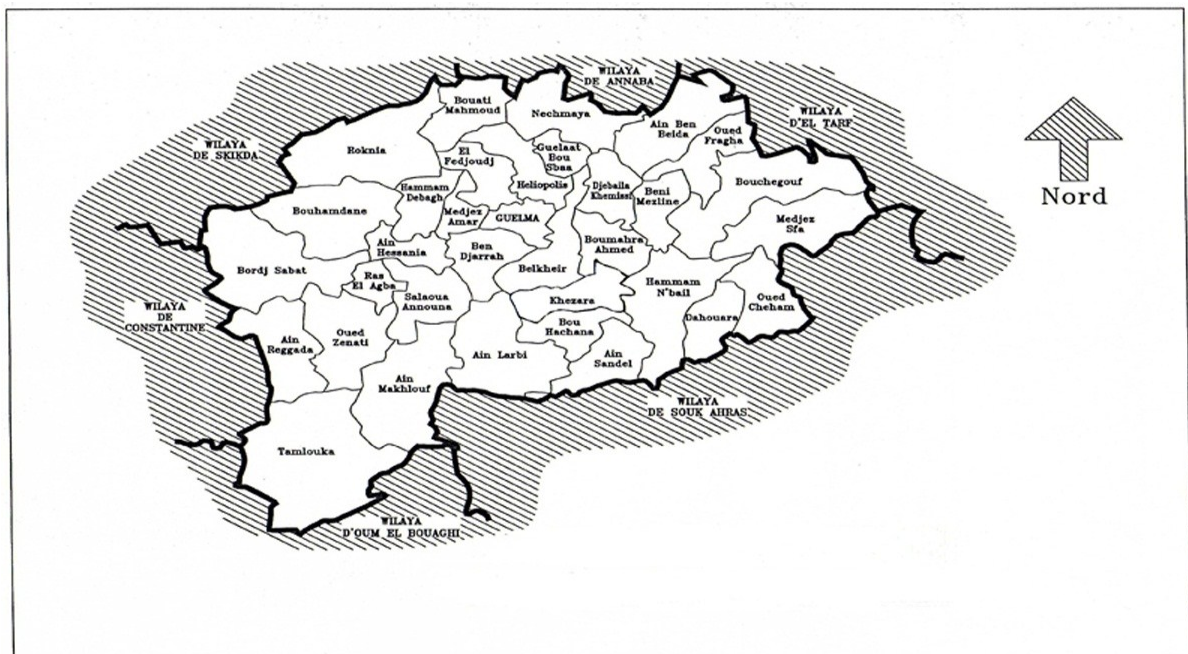 WILAYA
DE ANNABA
WILAYA
D'EL TARF
WILAYA
DE SKIKDA
Nord
Bouati
Mahmoud
Nechmaya
Ain Ben
Beida
Oued
Fragha
Roknia
El
Fedjoudj
Guelaat
Bou
Sbaa
Bouchegouf
Hammam
Debagh
Heliopolis
Djebaila
Khemissi
Beni
Mezline
Bouhamdane
Medjez
Amar
GUELMA
Medjez
Sfa
Ain
Hessania
Ben
Djarrah
Boumahra
Ahmed
Bordj Sabat
Ras
El Agba
Belkheir
Hammam
N'bail
Salaoua
Announa
Khezara
Oued
Cheham
WILAYA
DE
CONSTANTINE
Dahouara
Bou
Hachana
Ain
Reggada
Oued
Zenati
Ain Larbi
Ain
Sandel
Ain
Makhlouf
WILAYA
DE SOUK AHRAS
Tamlouka
WILAYA
D'OUM EL BOUAGHI